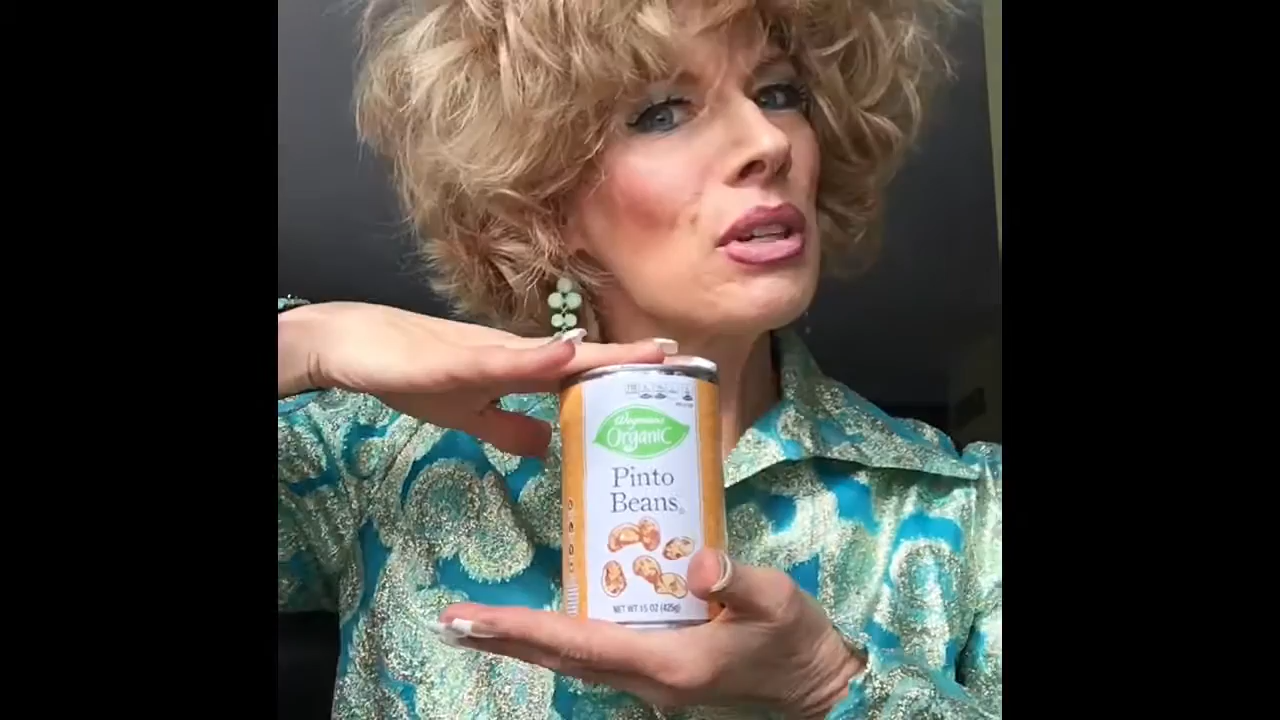 Wegmans
Organic
Pinto
Beans
NET WT 15 OZ (425g)